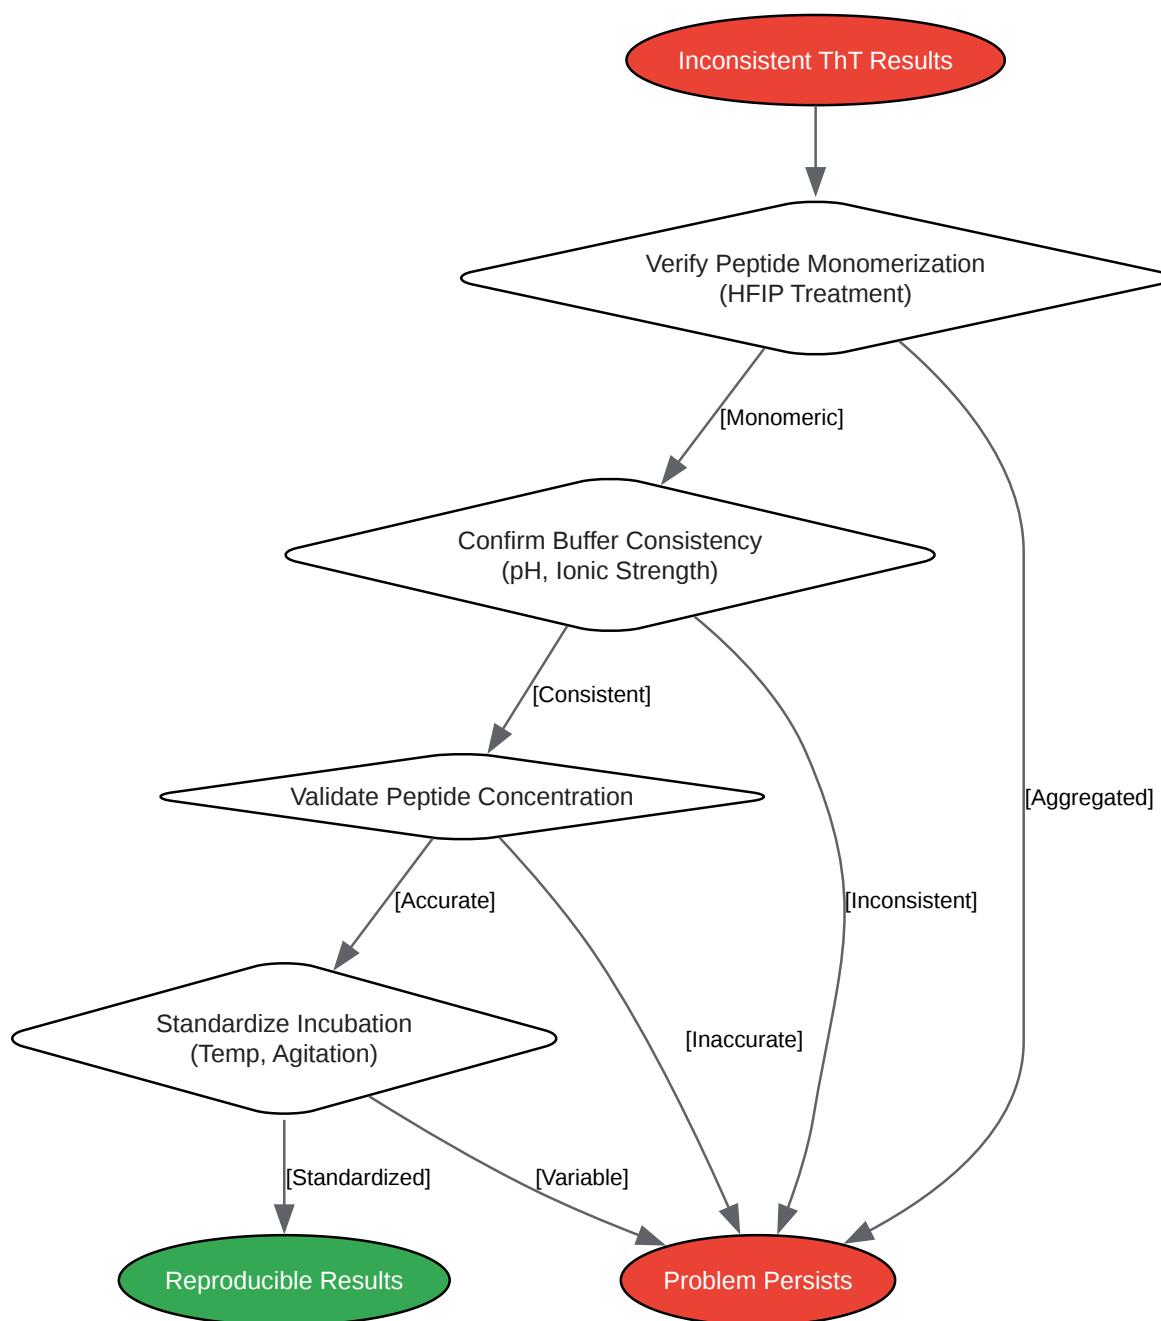 Inconsistent ThT Results
Verify Peptide Monomerization
(HFIP Treatment)
[Monomeric]
Confirm Buffer Consistency
(pH, Ionic Strength)
[Consistent]
Validate Peptide Concentration
[Aggregated]
[Accurate]
[Inconsistent]
Standardize Incubation
(Temp, Agitation)
[Inaccurate]
[Standardized]
[Variable]
Reproducible Results
Problem Persists